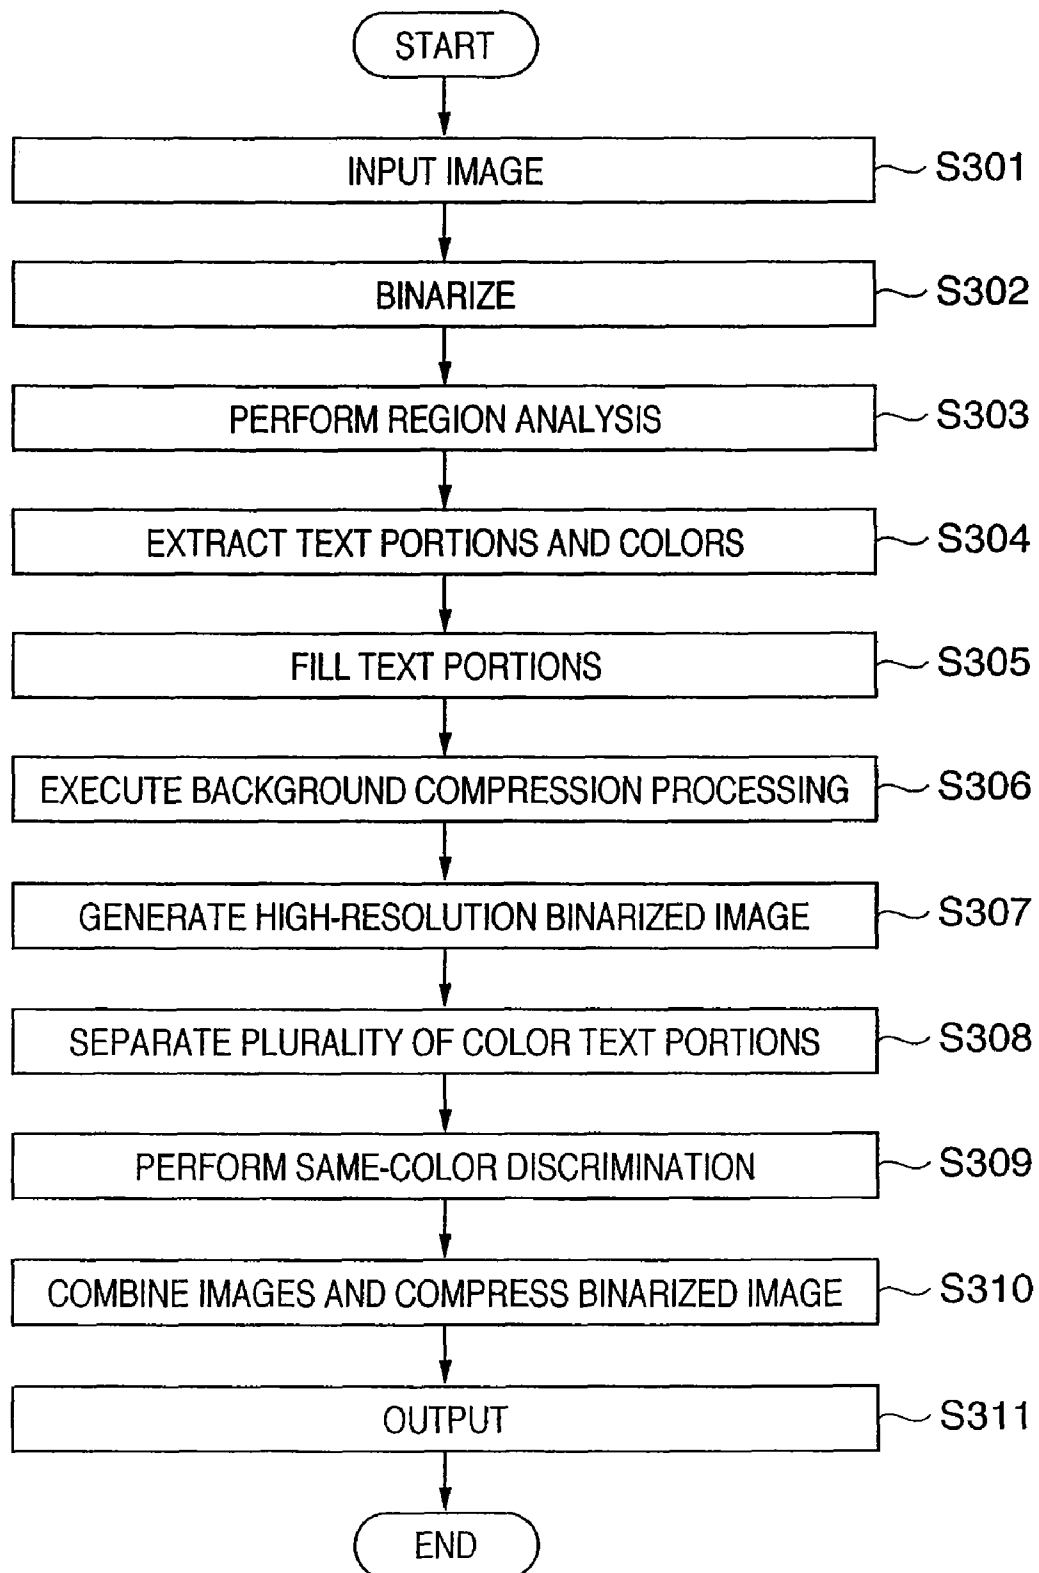 START
INPUT IMAGE S301
BINARIZE S302
PERFORM REGION ANALYSIS S303
EXTRACT TEXT PORTIONS AND COLORS S304
FILL TEXT PORTIONS S305
EXECUTE BACKGROUND COMPRESSION PROCESSING S306
GENERATE HIGH-RESOLUTION BINARIZED IMAGE S307
SEPARATE PLURALITY OF COLOR TEXT PORTIONS S308
PERFORM SAME-COLOR DISCRIMINATION S309
COMBINE IMAGES AND COMPRESS BINARIZED IMAGE S310
OUTPUT S311
END